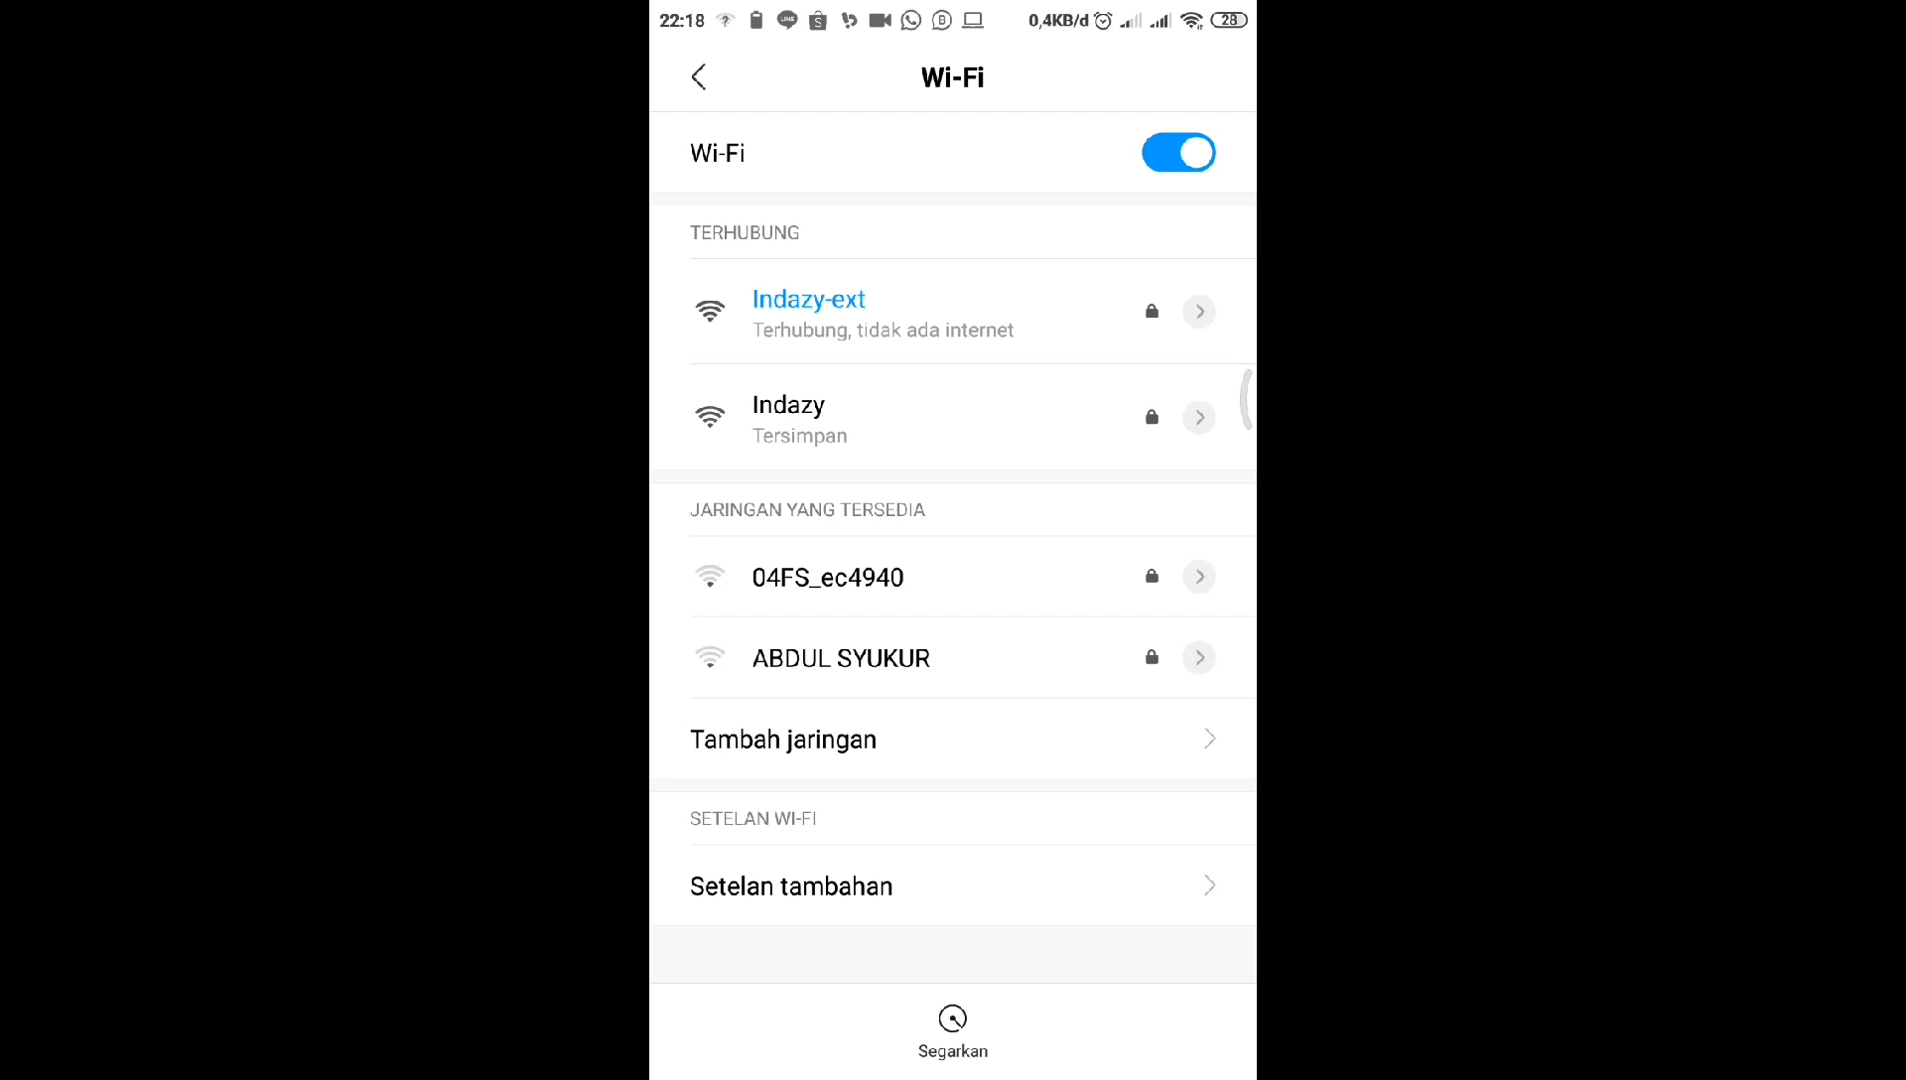 22:18 0,4KB/d 28
Wi-Fi
Wi-Fi
TERHUBUNG
Indazy-ext
Terhubung, tidak ada internet
Indazy
Tersimpan
JARINGAN YANG TERSEDIA
04FS_ec4940
ABDUL SYUKUR
Tambah jaringan
SETELAN WI-FI
Setelan tambahan
Segarkan